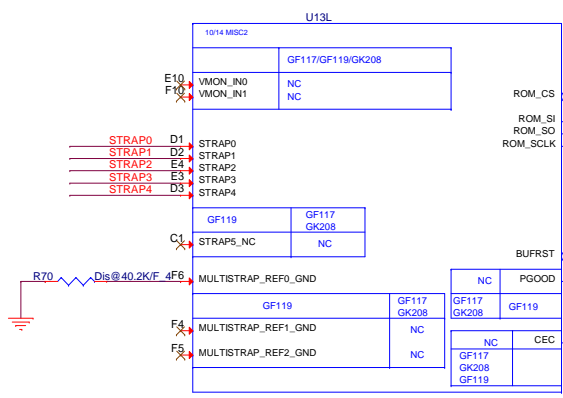 U13L
10/14 MISC2
GF117/GF119/GK208
E10 VMON_IN0 NC
F10 VMON_IN1 NC
ROM_CS
ROM_SI
ROM_SO
ROM_SCLK
STRAP0 D1 STRAP0
STRAP1 D2 STRAP1
STRAP2 E4 STRAP2
STRAP3 E3 STRAP3
STRAP4 D3 STRAP4
GF119 GF117
GK208
C1 STRAP5_NC NC
BUFRST
R70 Dis@40.2K/F_4 F6 MULTISTRAP_REF0_GND NC PGOOD
GF119 GF117
GK208
GF117
GK208
GF119
F4 MULTISTRAP_REF1_GND NC
F5 MULTISTRAP_REF2_GND NC
NC CEC
GF117
GK208
GF119